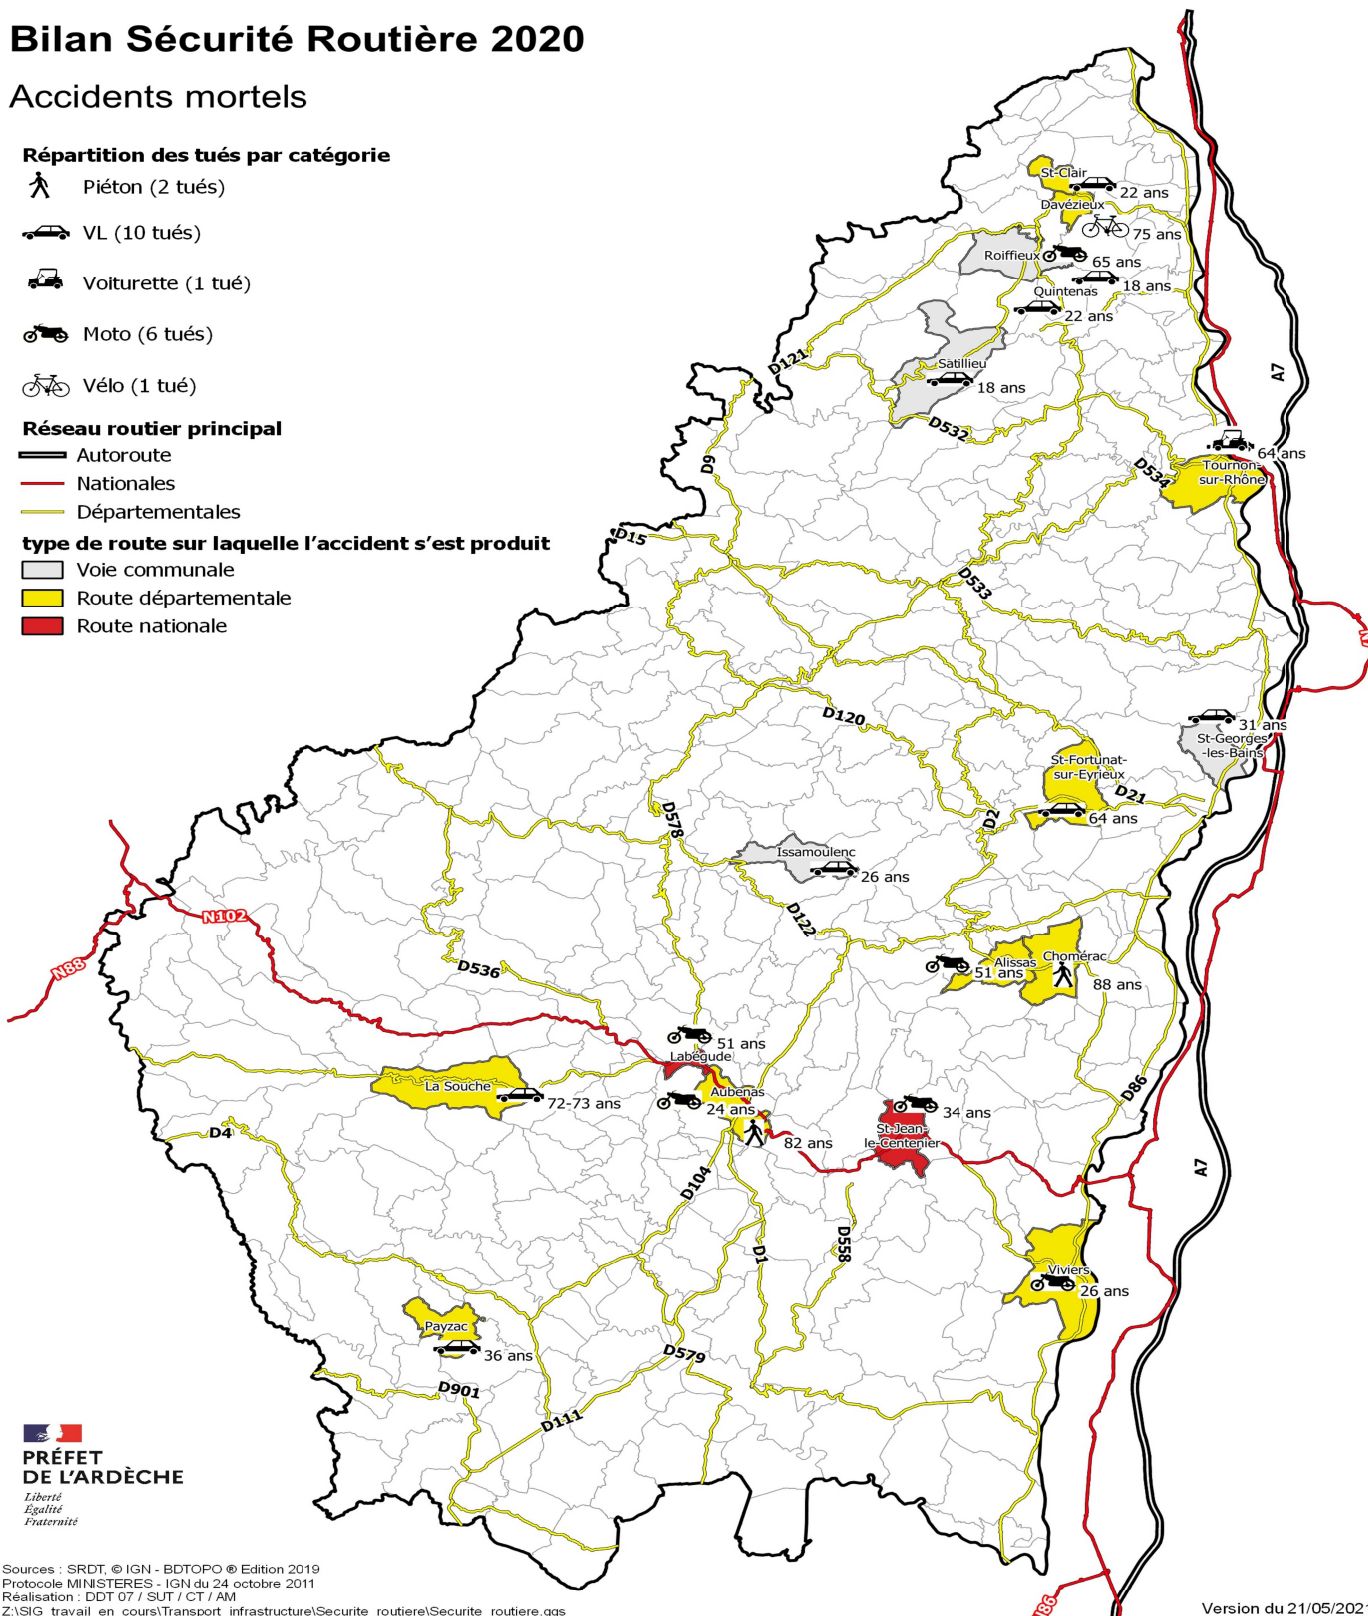 Bilan Sécurité Routière 2020
Accidents mortels
Répartition des tués par catégorie
Piéton (2 tués)
VL (10 tués)
Voiturette (1 tué)
Moto (6 tués)
Vélo (1 tué)
Réseau routier principal
Autoroute
Nationales
Départementales
type de route sur laquelle l'accident s'est produit
Voie communale
Route départementale
Route nationale
St-Clair
22 ans
Davézieux
75 ans
Roiffieux
65 ans
18 ans
Quintenas
22 ans
Satillieu
18 ans
D121
A7
D532
D9
D534
64 ans
Tournon-
sur-Rhône
D15
D533
D120
31 ans
St-Georges
-les-Bains
St-Fortunat-
sur-Eyrieux
D21
D2
64 ans
D578
Issamoulenc
26 ans
N102
D122
N88
D536
51 ans
Alissas
Chomérac
88 ans
51 ans
Labégude
La Souche
72-73 ans
Aubenas
24 ans
82 ans
34 ans
St-Jean-
le-Centenier
D86
D4
D104
A7
D1
D558
Viviers
26 ans
Payzac
36 ans
D579
D901
D111
PRÉFET
DE L'ARDÈCHE
Liberté
Égalité
Fraternité
Sources : SRDT, © IGN - BDTOPO ® Edition 2019
Protocole MINISTERES - IGN du 24 octobre 2011
Réalisation : DDT 07 / SUT / CT / AM
Z:\SIG_travail_en_cours\Transport_infrastructure\Securite_routiere\Securite_routiere.qgs
Version du 21/05/2021